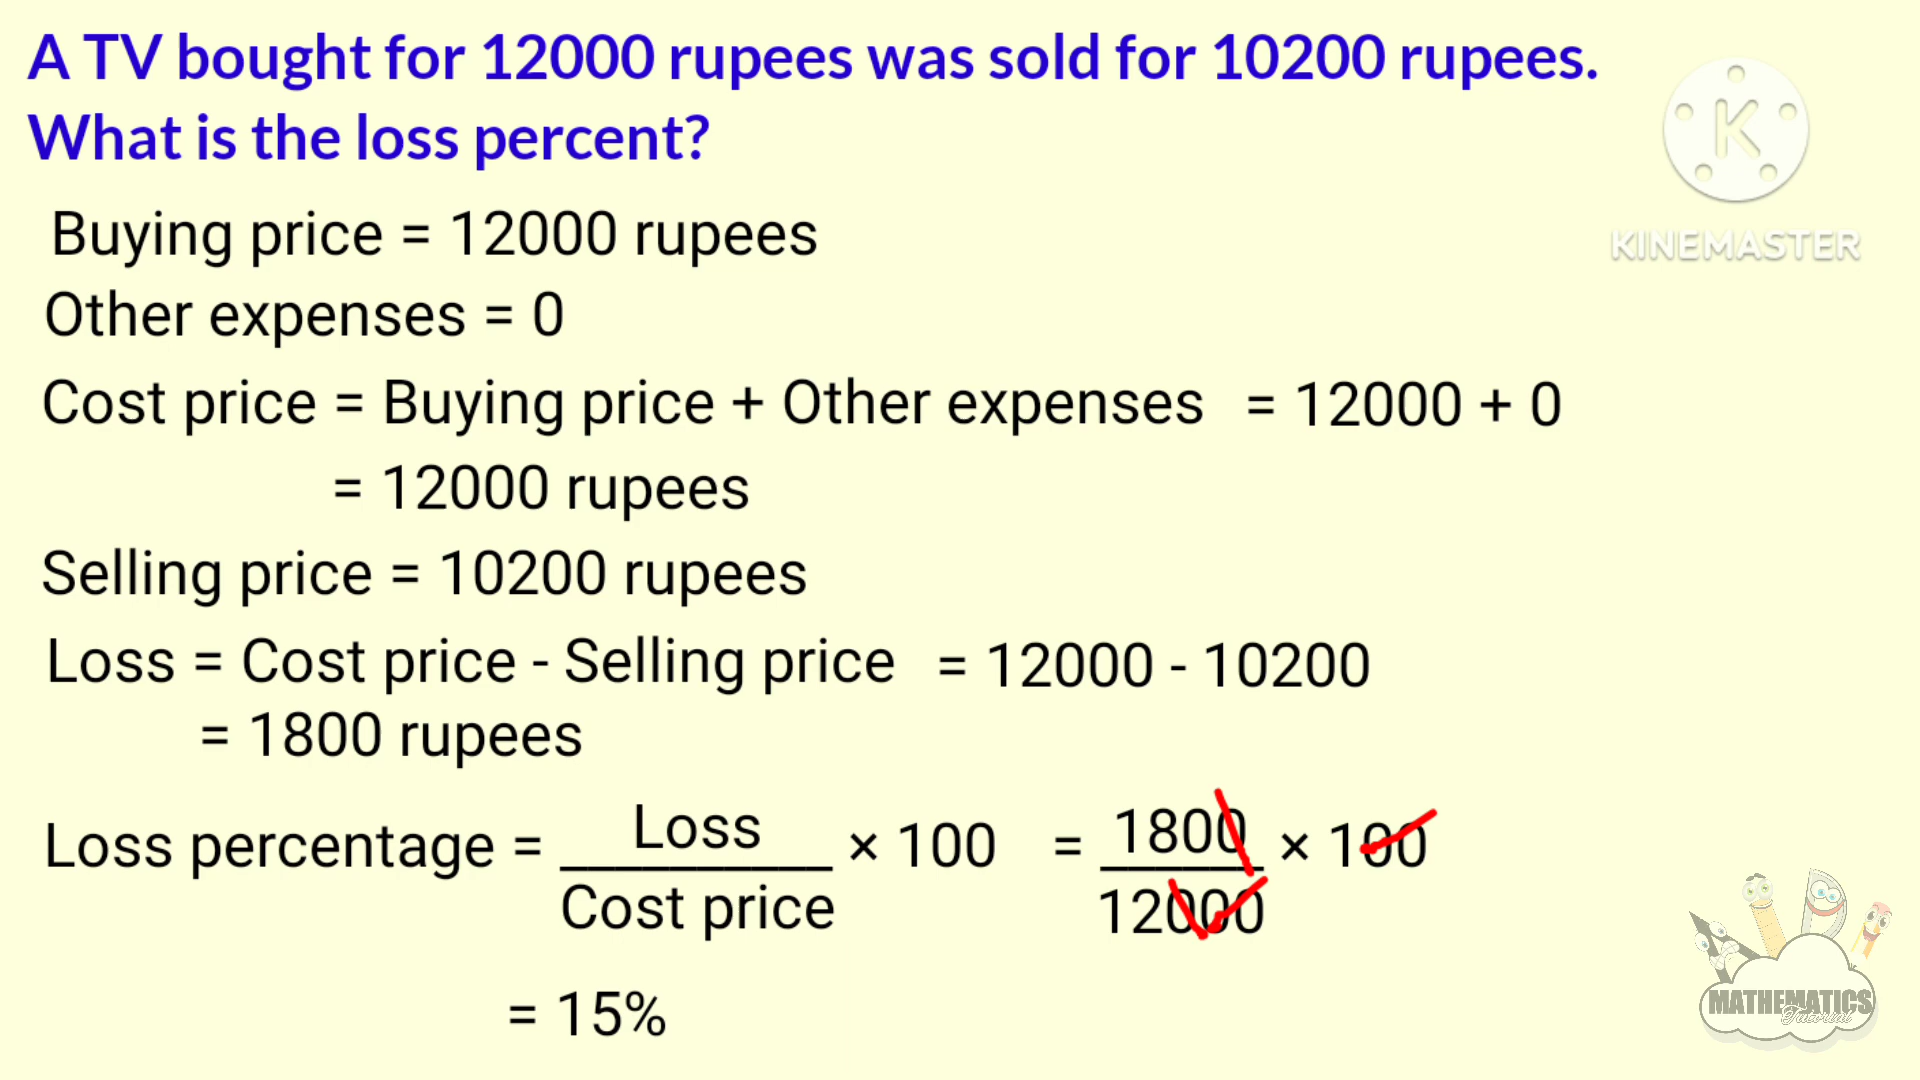 A TV bought for 12000 rupees was sold for 10200 rupees.
What is the loss percent?
K
KINEMASTER
Buying price = 12000 rupees
Other expenses = 0
Cost price = Buying price + Other expenses = 12000 + 0
= 12000 rupees
Selling price = 10200 rupees
Loss = Cost price - Selling price = 12000 - 10200
= 1800 rupees
Loss percentage = Loss / Cost price × 100 = 1800 / 12000 × 100
= 15%
MATHEMATICS
Tutorial